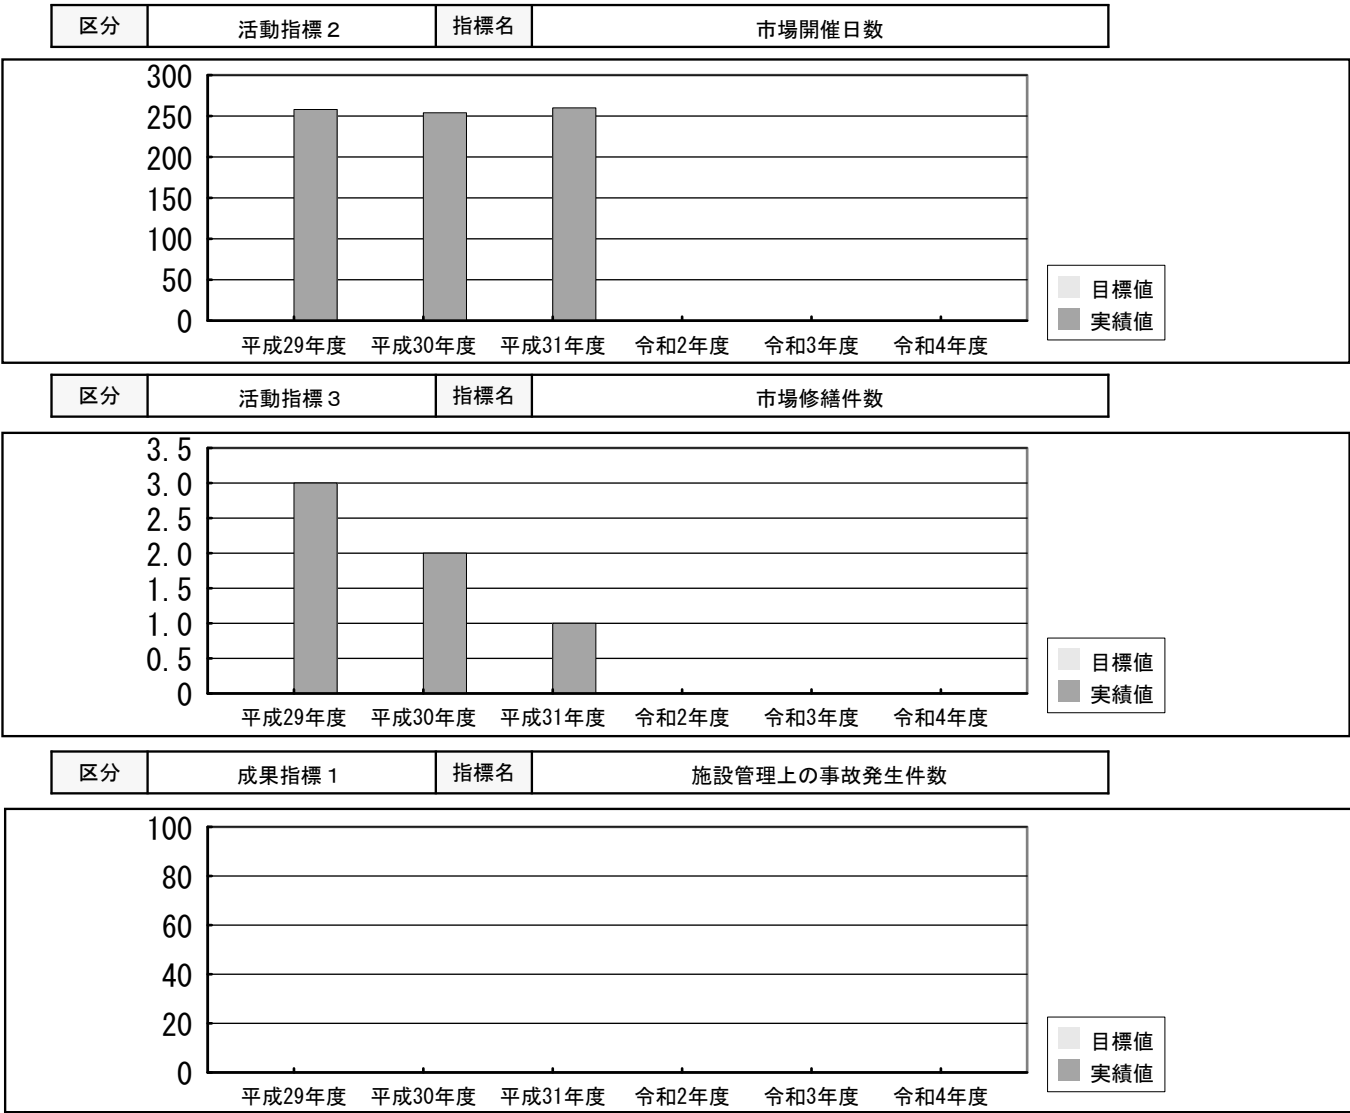 区分 活動指標２ 指標名 市場開催日数
300
250
200
150
100
50
0
平成29年度 平成30年度 平成31年度 令和2年度 令和3年度 令和4年度
目標値
実績値
区分 活動指標３ 指標名 市場修繕件数
3.5
3.0
2.5
2.0
1.5
1.0
0.5
0
平成29年度 平成30年度 平成31年度 令和2年度 令和3年度 令和4年度
目標値
実績値
区分 成果指標１ 指標名 施設管理上の事故発生件数
100
80
60
40
20
0
平成29年度 平成30年度 平成31年度 令和2年度 令和3年度 令和4年度
目標値
実績値